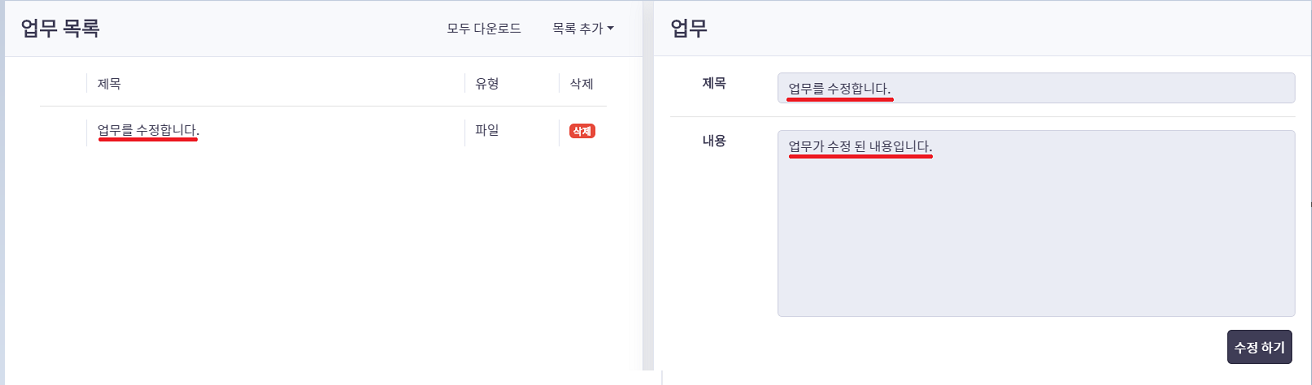 업무 목록
모두 다운로드
목록 추가
제목
유형
삭제
업무를 수정합니다.
파일
삭제
업무
제목
업무를 수정합니다.
내용
업무가 수정 된 내용입니다.
수정 하기